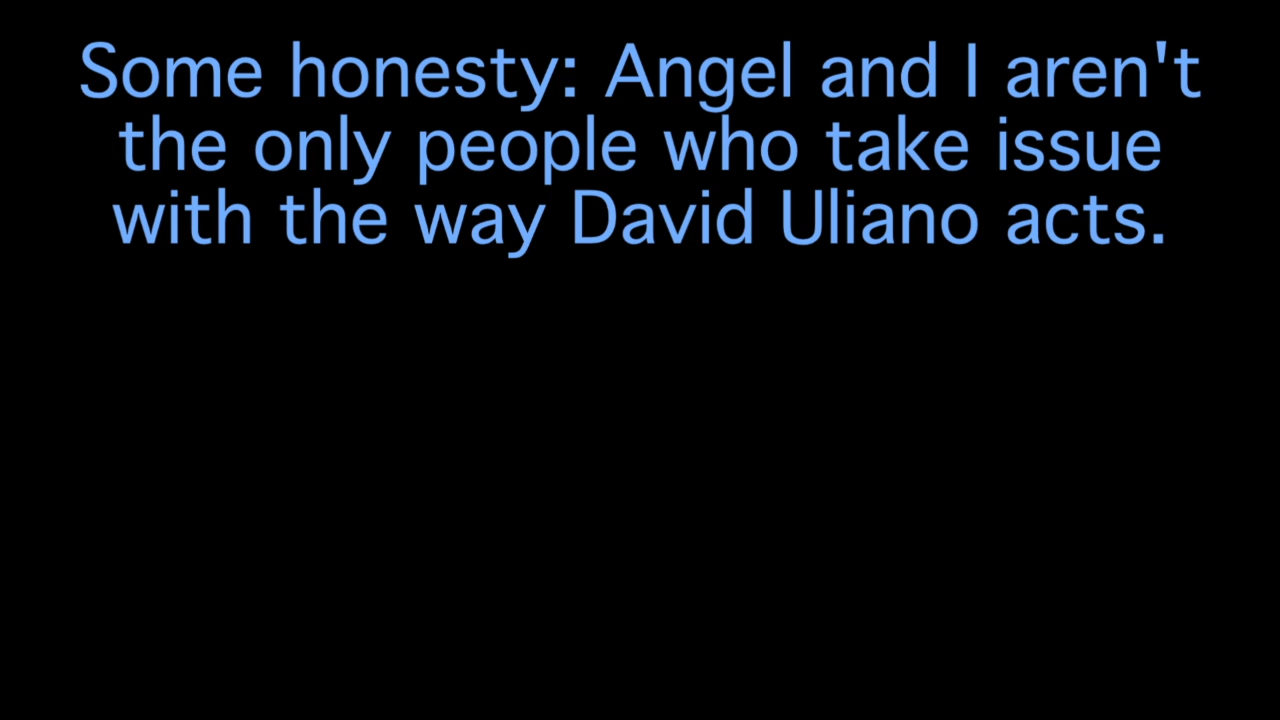 Some honesty: Angel and I aren't
the only people who take issue
with the way David Uliano acts.